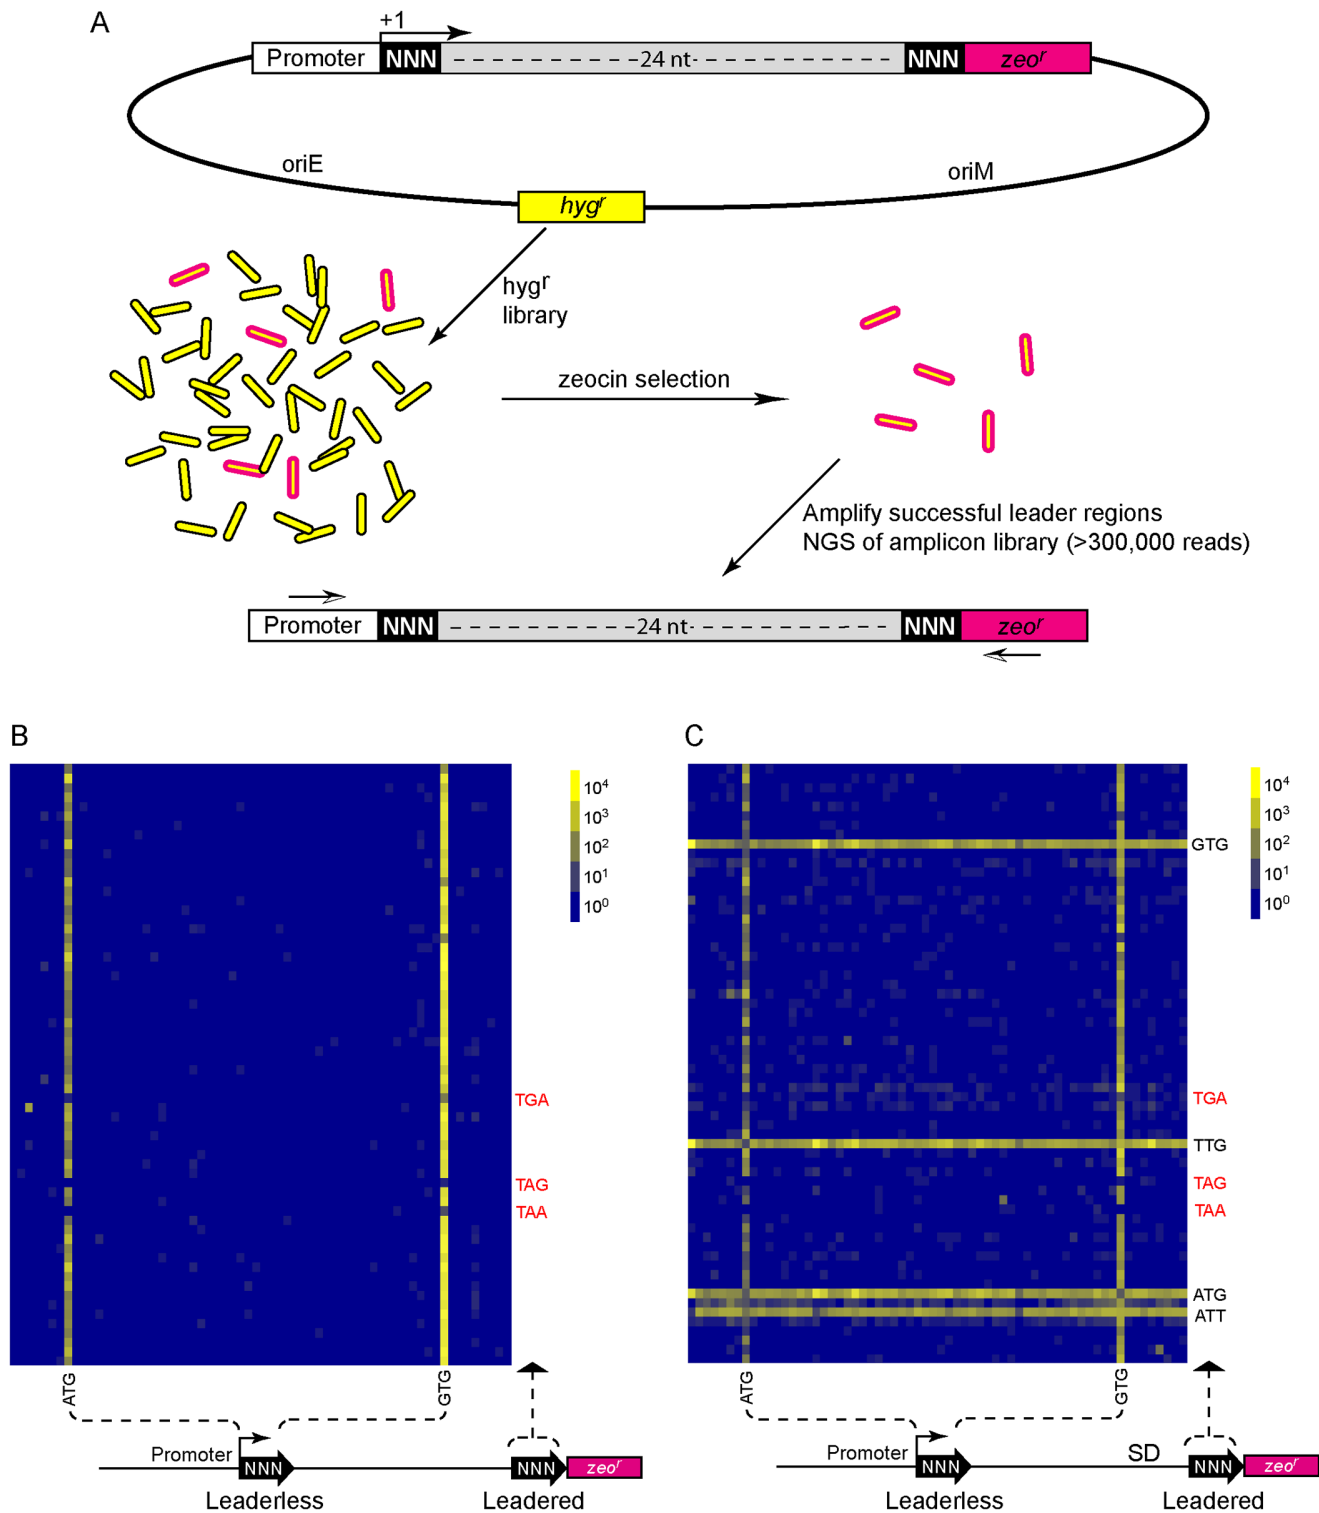 A
+1
Promoter NNN 24 nt NNN zeoʳ
oriE
oriM
hygʳ
hygʳ
library
zeocin selection
Amplify successful leader regions
NGS of amplicon library (>300,000 reads)
Promoter NNN 24 nt NNN zeoʳ
B
10⁴
10³
10²
10¹
10⁰
TGA
TAG
TAA
ATG
GTG
Promoter
NNN
NNN
zeoʳ
Leaderless
Leadered
C
10⁴
10³
10²
10¹
10⁰
GTG
TGA
TTG
TAG
TAA
ATG
ATT
ATG
GTG
Promoter
SD
NNN
NNN
zeoʳ
Leaderless
Leadered